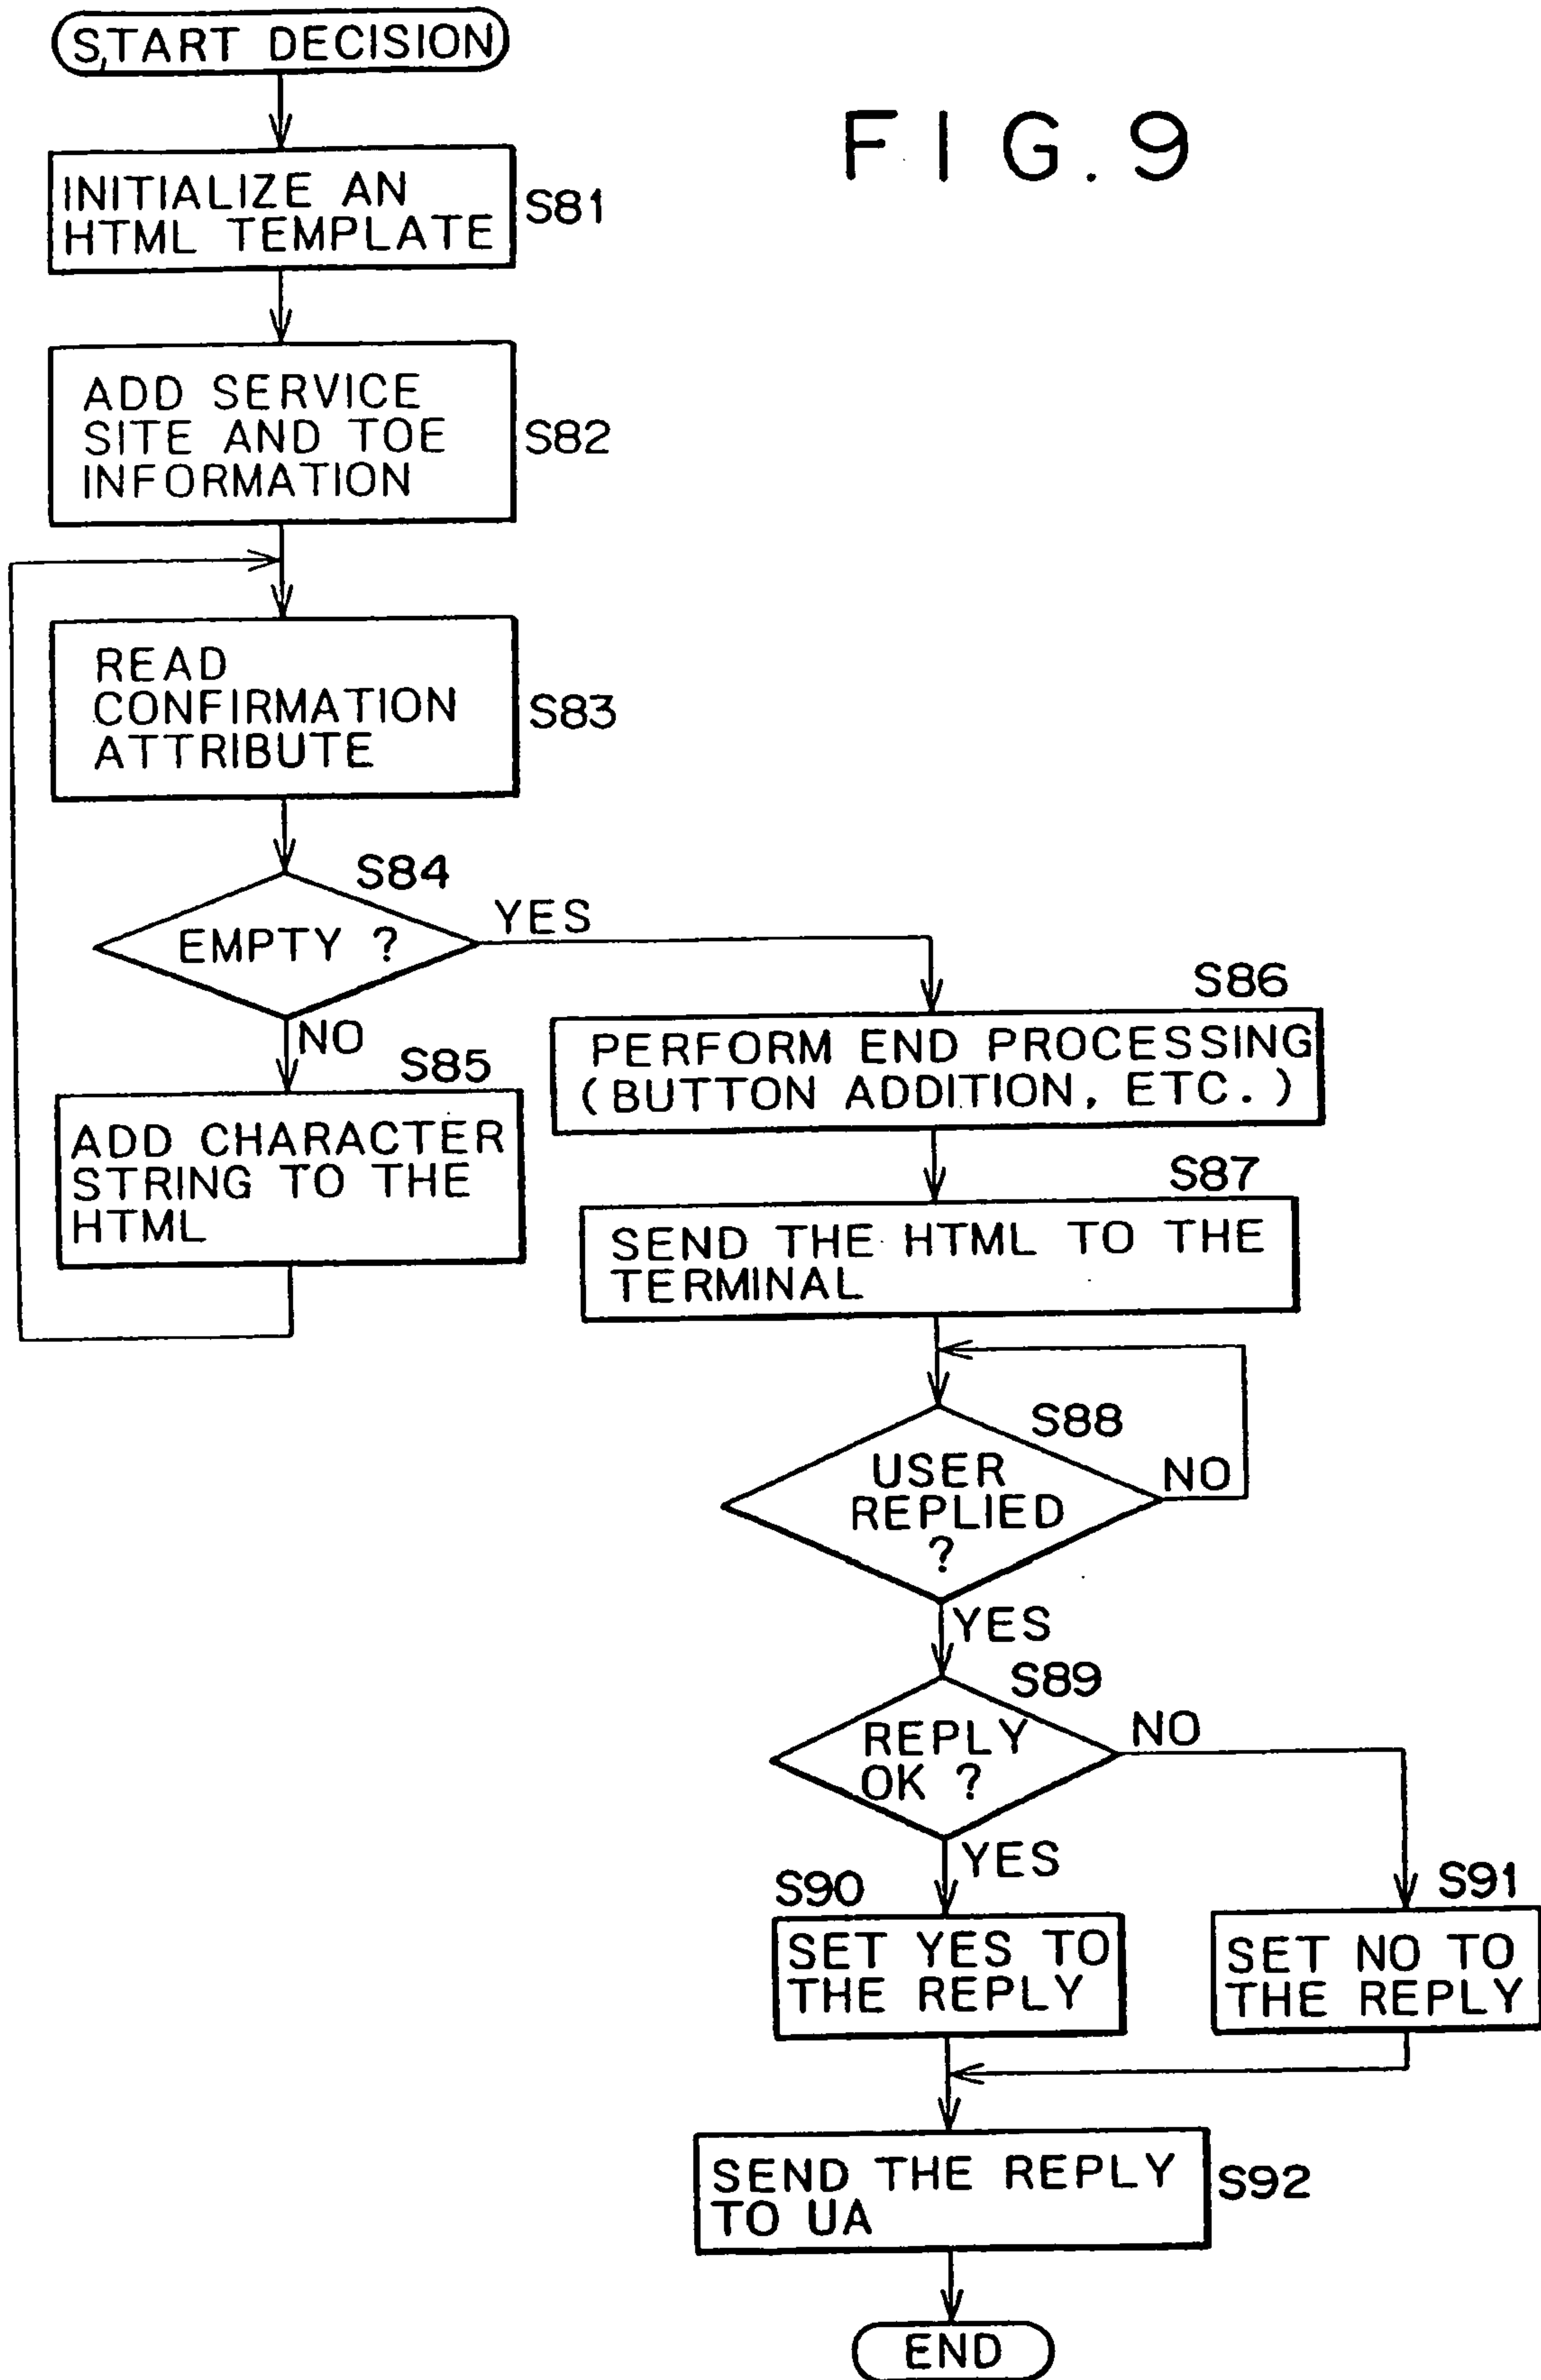 START DECISION
FIG.9
INITIALIZE AN
HTML TEMPLATE
S81
ADD SERVICE
SITE AND TOE
INFORMATION
S82
READ
CONFIRMATION
ATTRIBUTE
S83
S84
EMPTY ?
YES
NO
S85
ADD CHARACTER
STRING TO THE
HTML
S86
PERFORM END PROCESSING
(BUTTON ADDITION, ETC.)
S87
SEND THE HTML TO THE
TERMINAL
S88
USER
REPLIED
?
NO
YES
S89
REPLY
OK ?
NO
YES
S90
SET YES TO
THE REPLY
S91
SET NO TO
THE REPLY
SEND THE REPLY
TO UA
S92
END